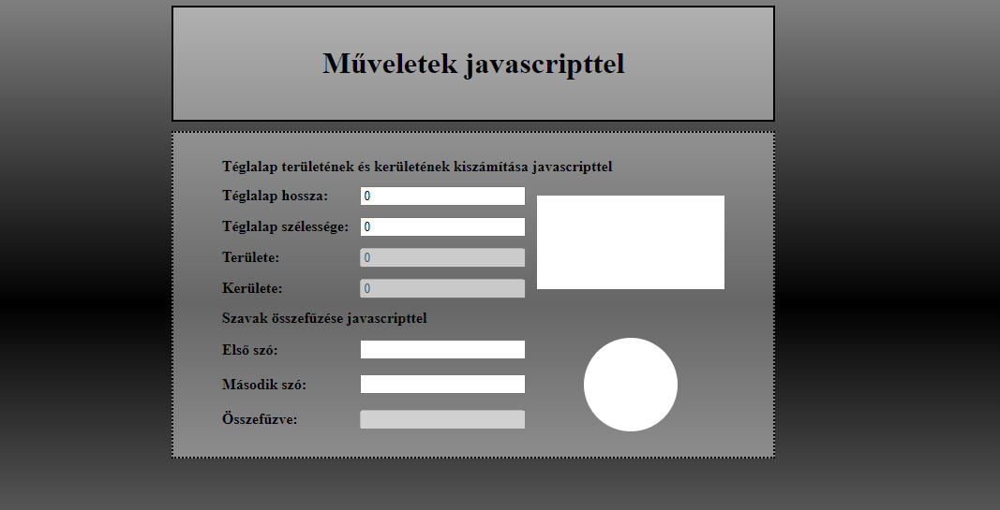 Műveletek javascripttel
Téglalap területének és kerületének kiszámítása javascripttel
Téglalap hossza: 0
Téglalap szélessége: 0
Területe: 0
Kerülete: 0
Szavak összefűzése javascripttel
Első szó:
Második szó:
Összefűzve: